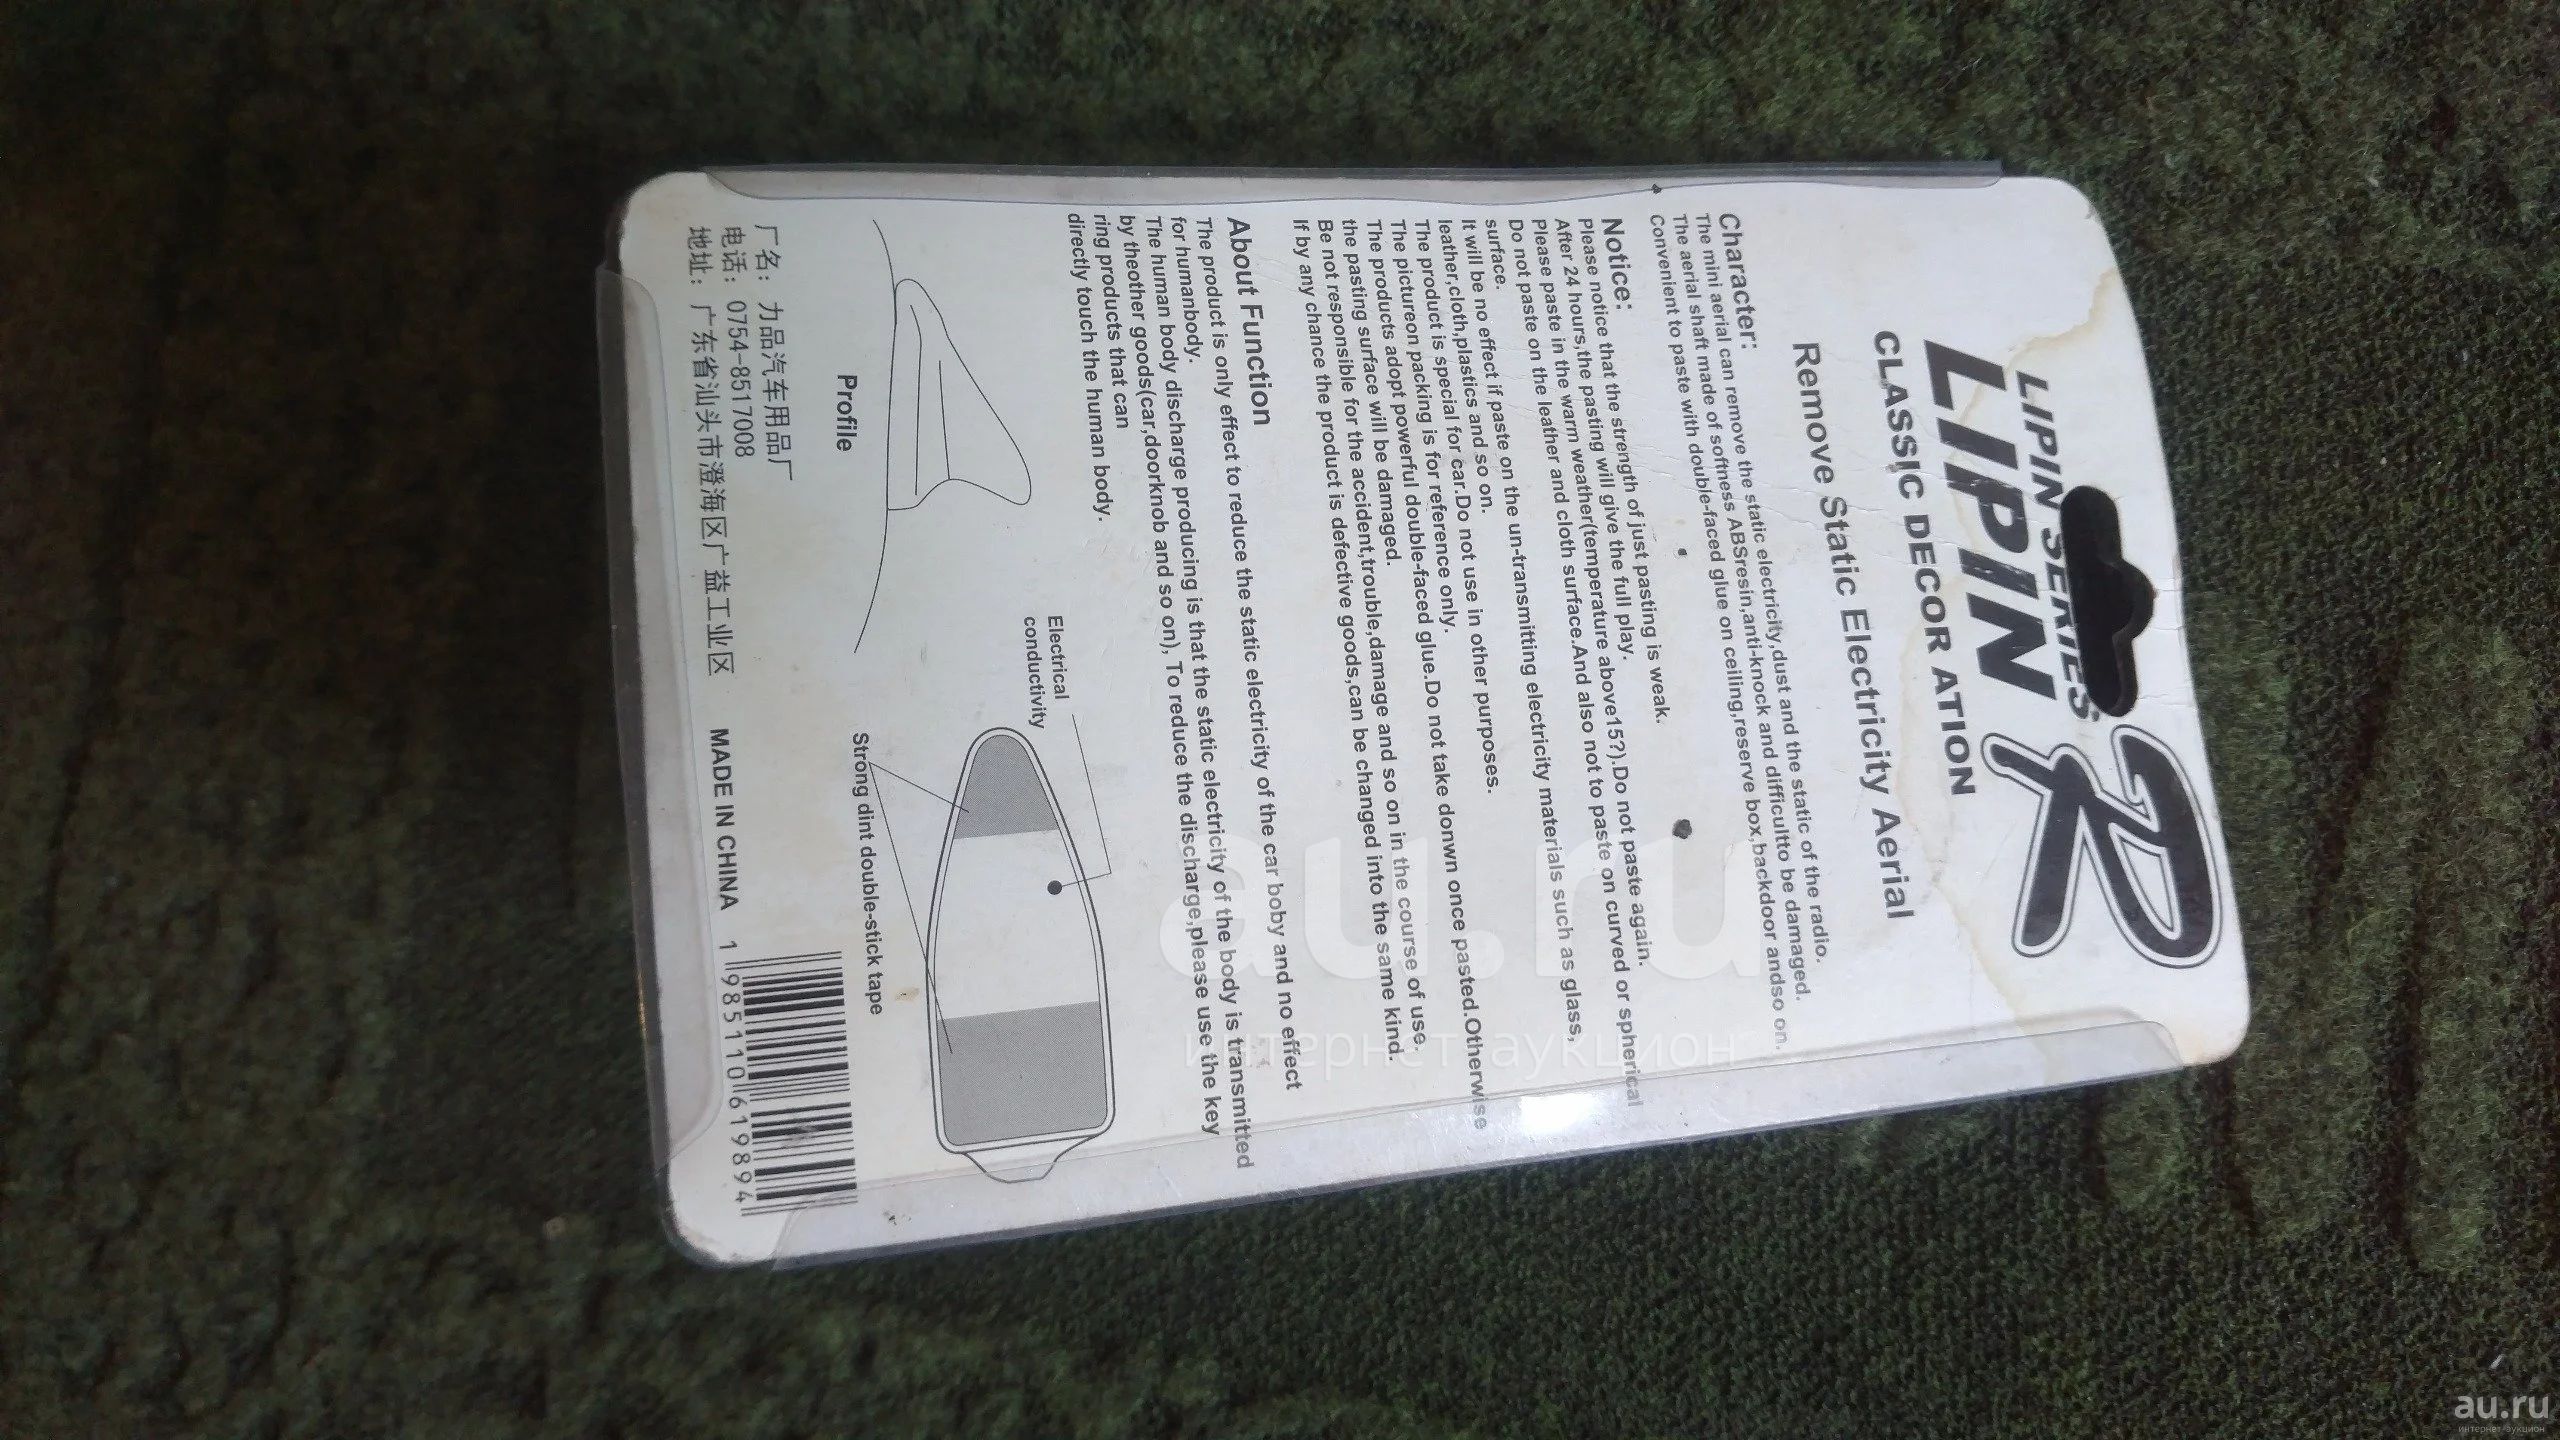 LIPIN SERIES
LIPIN R
CLASSIC DECOR ATION
Remove Static Electricity Aerial
Character:
The mini aerial can remove the static electricity,dust and the static of the radio.
The aerial shaft made of softness ABSresin,anti-knock and difficultto be damaged.
Convenient to paste with double-faced glue on ceiling,reserve box,backdoor andso on.
Notice:
Please notice that the strength of just pasting is weak.
After 24 hours,the pasting will give the full play.
Please paste in the warm weather(temperature above15?).Do not paste again.
Do not paste on the leather and cloth surface.And also not to paste on curved or spherical
surface.
It will be no effect if paste on the un-transmitting electricity materials such as glass,
leather,cloth,plastics and so on.
The product is special for car.Do not use in other purposes.
The pictureon packing is for reference only.
The products adopt powerful double-faced glue.Do not take donwn once pasted.Otherwise
the pasting surface will be damaged.
Be not responsible for the accident,trouble,damage and so on in the course of use.
If by any chance the product is defective goods,can be changed into the same kind.
About Function
The product is only effect to reduce the static electricity of the car boby and no effect
for humanbody.
The human body discharge producing is that the static electricity of the body is transmitted
by theother goods(car,doorknob and so on), To reduce the discharge,please use the key
ring products that can
directly touch the human body.
Electrical
conductivity
Profile
Strong dint double-stick tape
厂名: 力品汽车用品厂
电话: 0754-8517008
地址: 广东省汕头市澄海区广益工业区
MADE IN CHINA
1 985110 619894
au.ru
интернет-аукцион
au.ru
интернет-аукцион